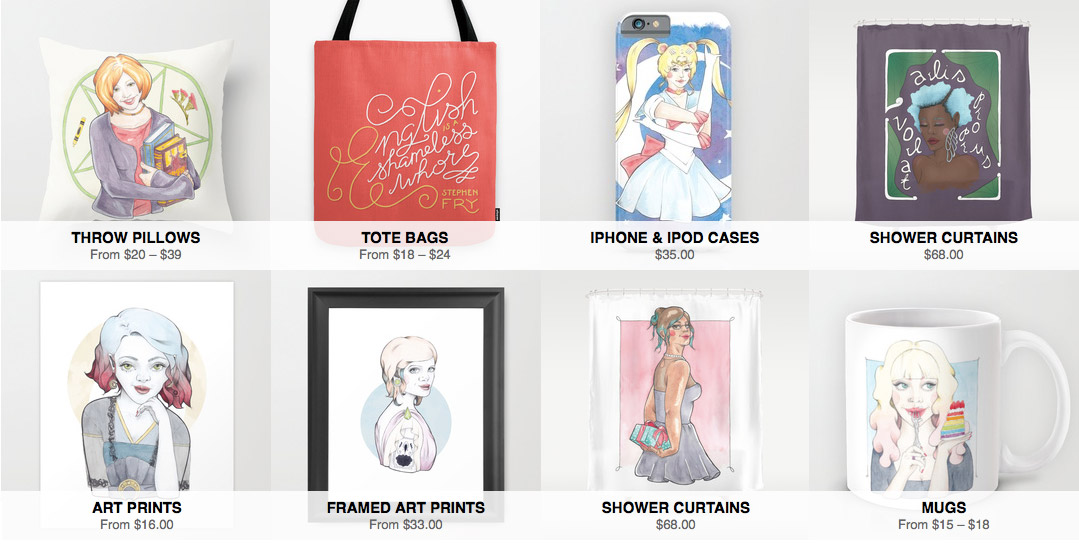 English
is a
shameless
whore
STEPHEN
FRY
alis
volat
propriis
THROW PILLOWS
From $20 – $39
TOTE BAGS
From $18 – $24
IPHONE & IPOD CASES
$35.00
SHOWER CURTAINS
$68.00
ART PRINTS
From $16.00
FRAMED ART PRINTS
From $33.00
SHOWER CURTAINS
$68.00
MUGS
From $15 – $18